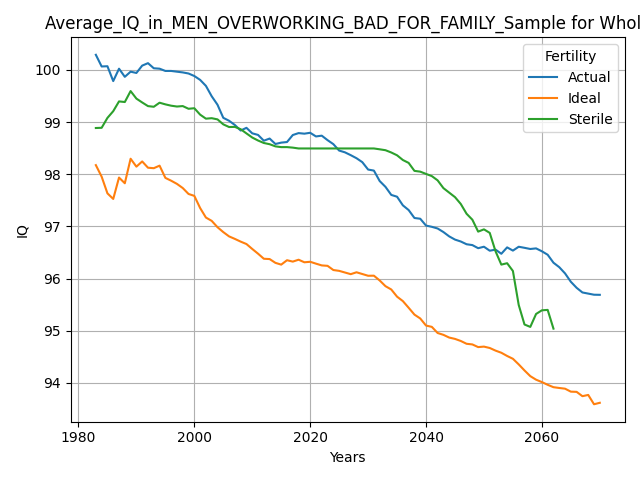 Average_IQ_in_MEN_OVERWORKING_BAD_FOR_FAMILY_Sample for Whol
Fertility
Actual
Ideal
Sterile
100
99
98
97
96
95
94
IQ
1980
2000
2020
2040
2060
Years